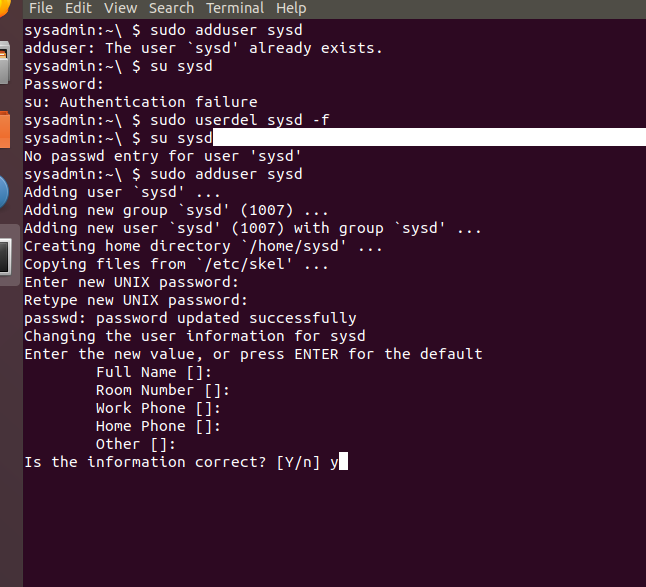 File Edit View Search Terminal Help
sysadmin:~\ $ sudo adduser sysd
adduser: The user `sysd' already exists.
sysadmin:~\ $ su sysd
Password:
su: Authentication failure
sysadmin:~\ $ sudo userdel sysd -f
sysadmin:~\ $ su sysd
No passwd entry for user 'sysd'
sysadmin:~\ $ sudo adduser sysd
Adding user `sysd' ...
Adding new group `sysd' (1007) ...
Adding new user `sysd' (1007) with group `sysd' ...
Creating home directory `/home/sysd' ...
Copying files from `/etc/skel' ...
Enter new UNIX password:
Retype new UNIX password:
passwd: password updated successfully
Changing the user information for sysd
Enter the new value, or press ENTER for the default
Full Name []:
Room Number []:
Work Phone []:
Home Phone []:
Other []:
Is the information correct? [Y/n] y